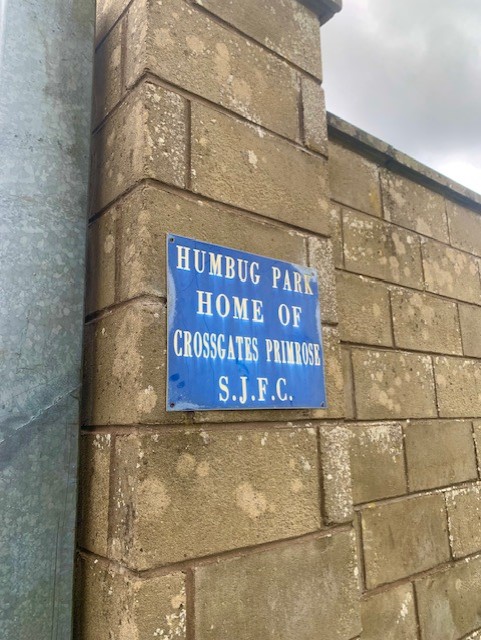 HUMBUG PARK
HOME OF
CROSSGATES PRIMROSE
S.J.F.C.